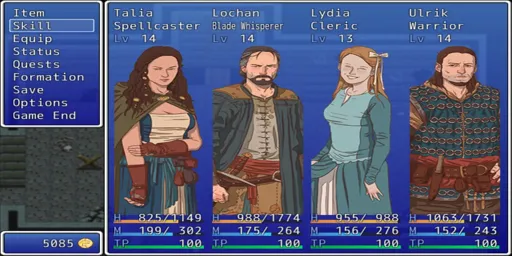 Item
Skill
Equip
Status
Quests
Formation
Save
Options
Game End
5085
Talia
Spellcaster
Lv 14
H 825/1149
M 199/ 302
TP 100
Lochan
Blade Whisperer
Lv 14
H 988/1774
M 175/ 264
TP 100
Lydia
Cleric
Lv 13
H 955/ 988
M 156/ 276
TP 100
Ulrik
Warrior
Lv 14
H 1063/1731
M 152/ 243
TP 100